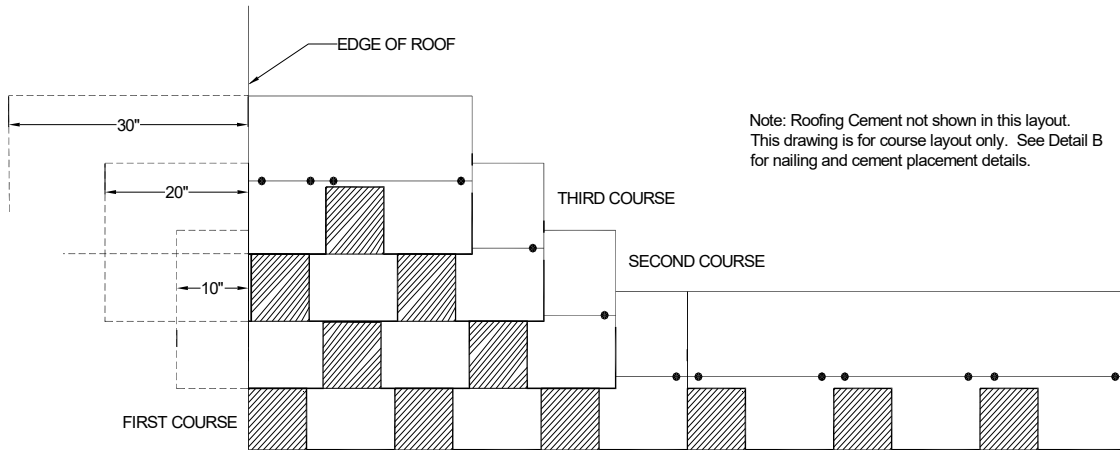 EDGE OF ROOF
30"
Note: Roofing Cement not shown in this layout.
This drawing is for course layout only.  See Detail B
for nailing and cement placement details.
20"
THIRD COURSE
SECOND COURSE
10"
FIRST COURSE